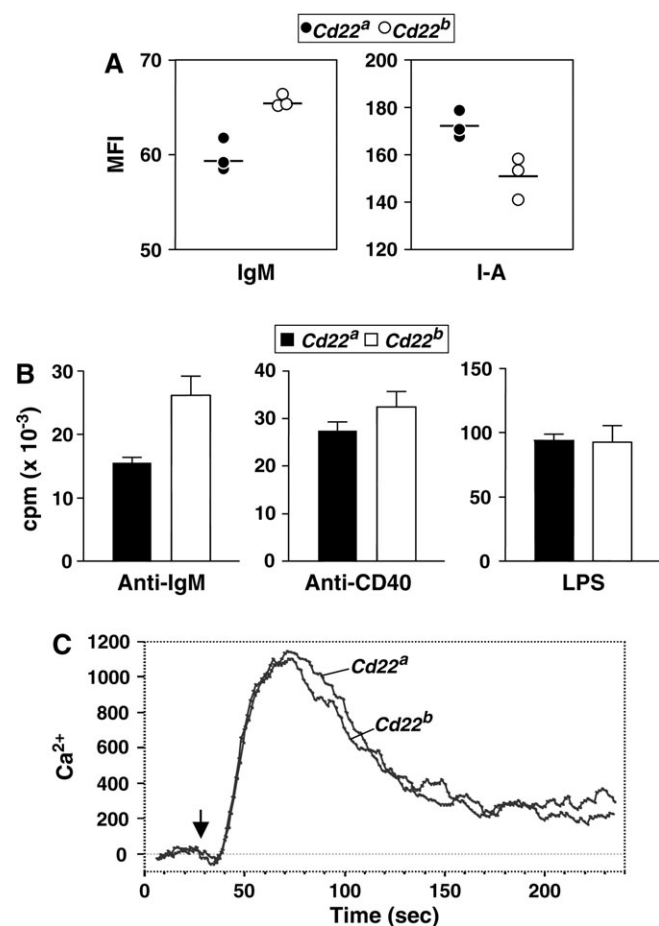 Cd22ᵃ Cd22ᵇ
A
MFI
70
60
50
IgM
200
180
160
140
120
I-A
Cd22ᵃ Cd22ᵇ
B
cpm (x 10⁻³)
30
20
10
0
Anti-IgM
40
30
20
10
0
Anti-CD40
150
100
50
0
LPS
C
Ca²⁺
1200
1000
800
600
400
200
0
Cd22ᵃ
Cd22ᵇ
0 50 100 150 200
Time (sec)